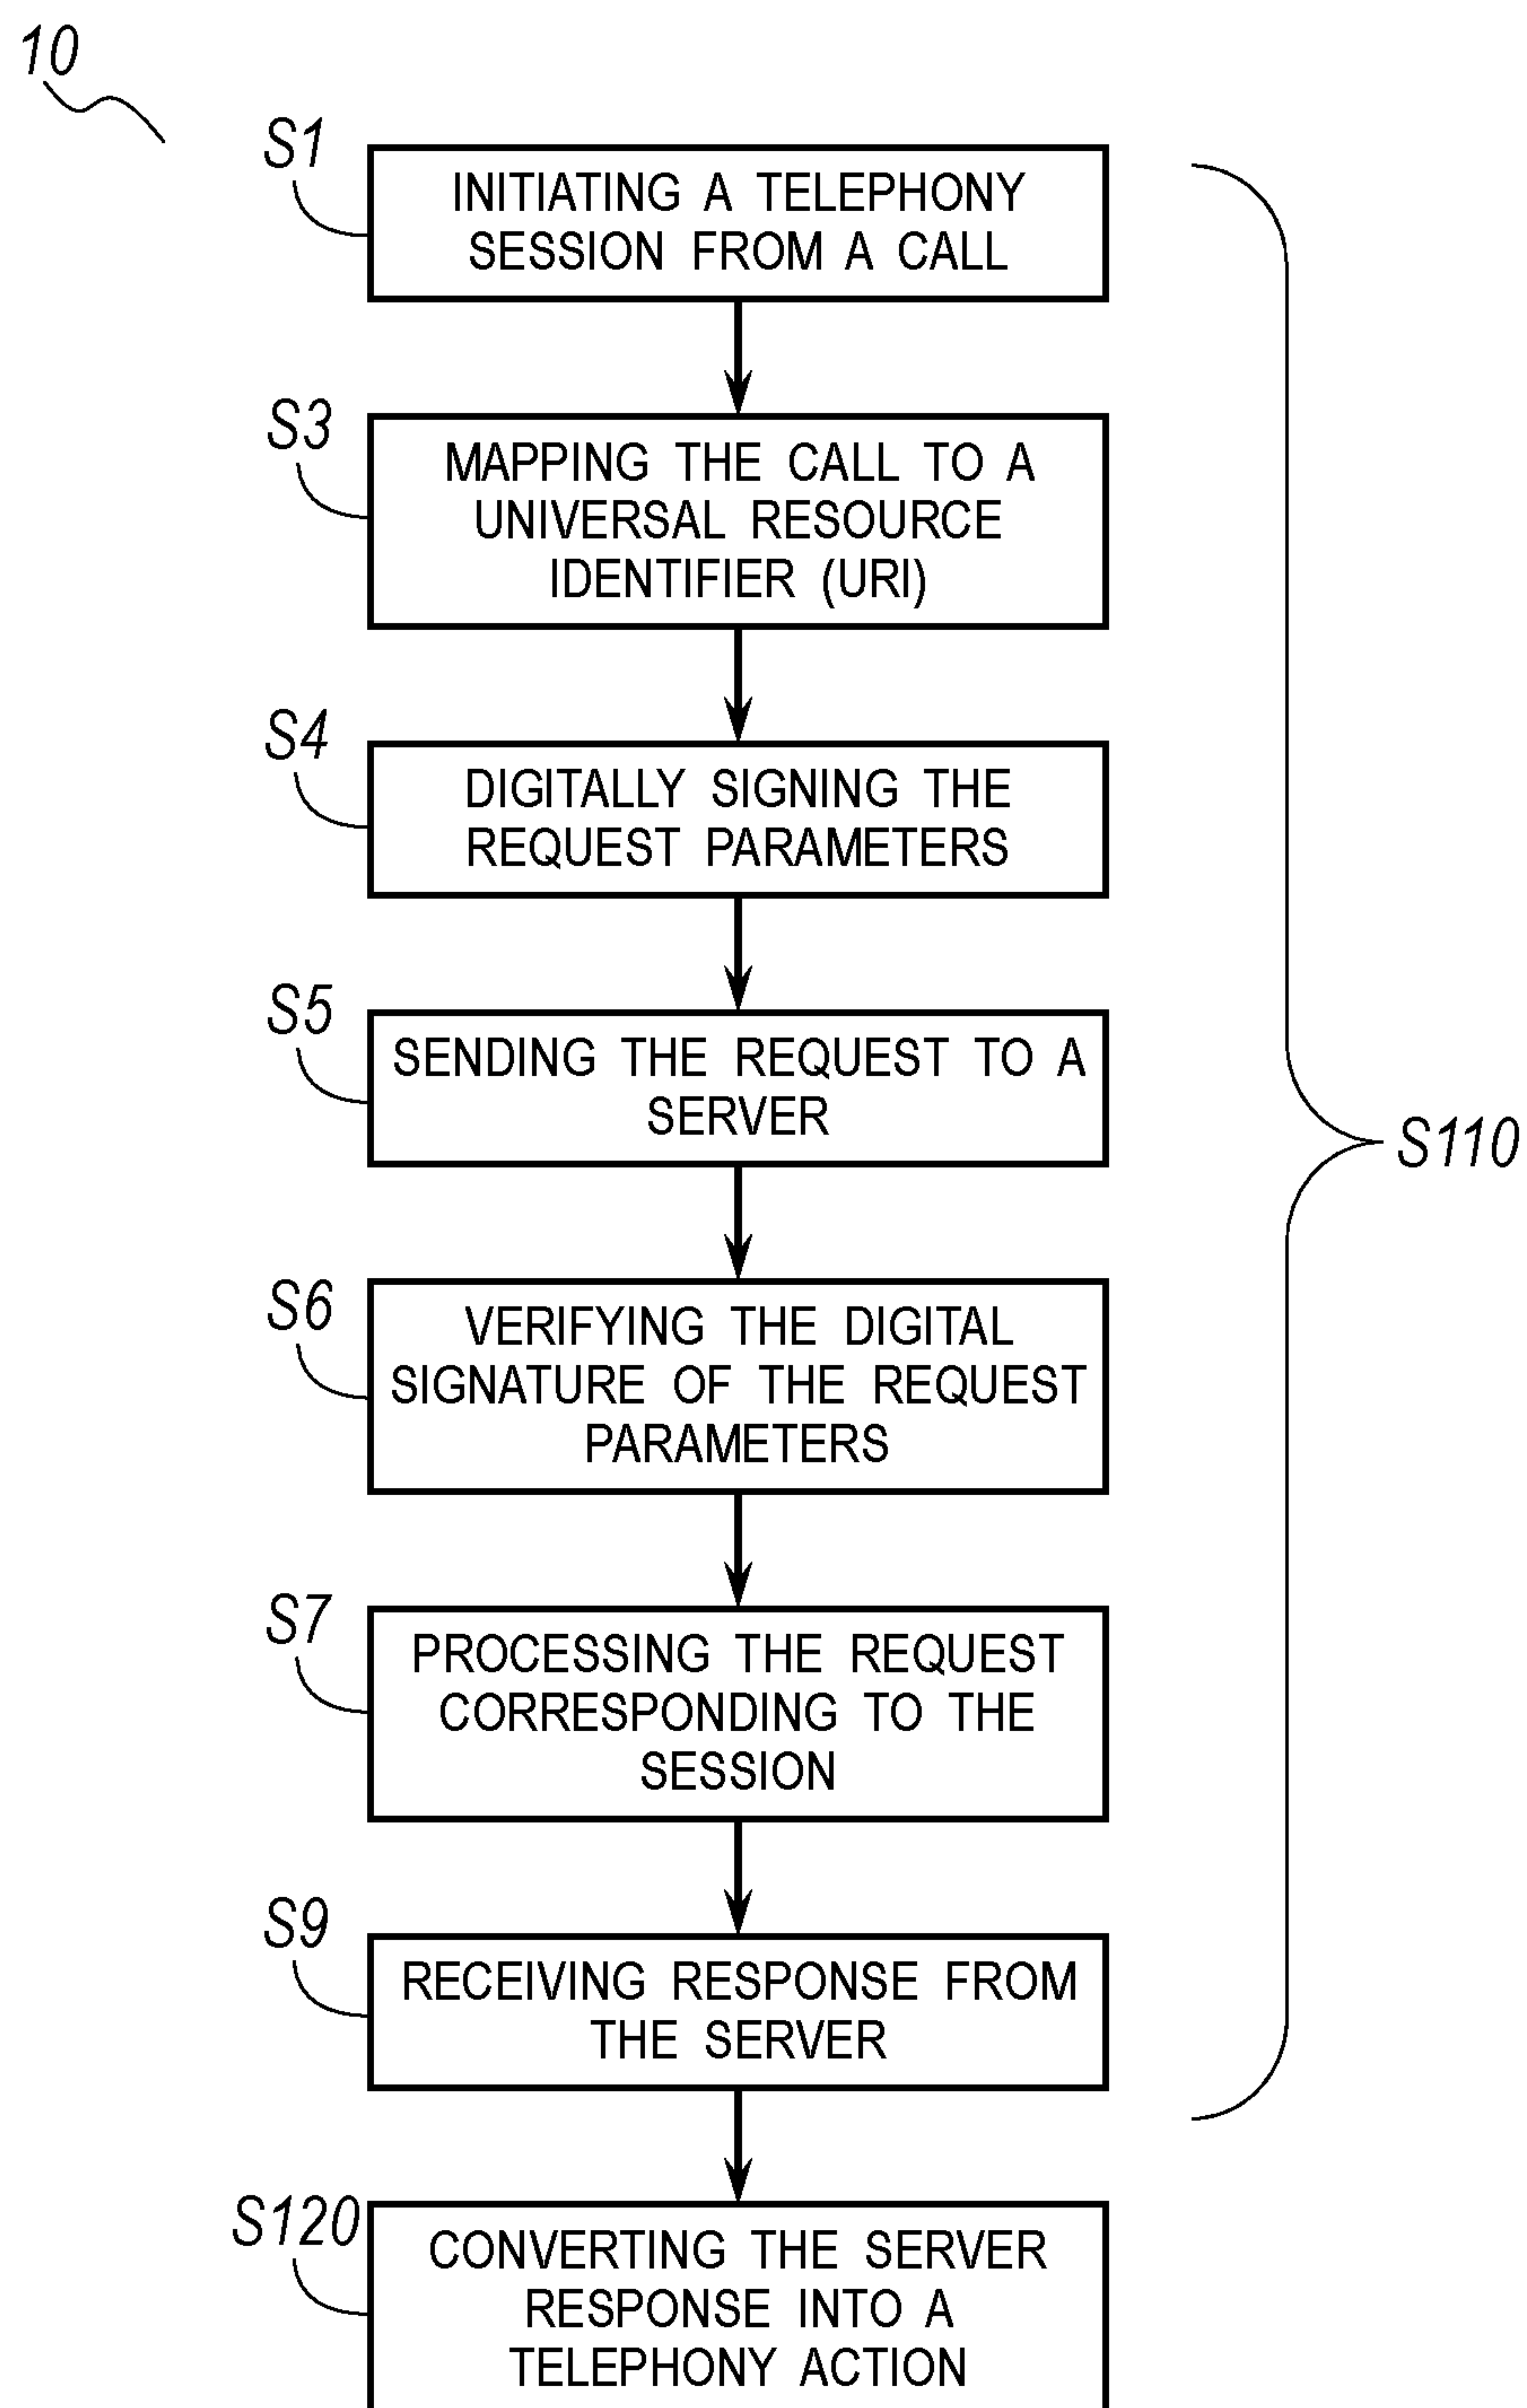 10
S1
INITIATING A TELEPHONY
SESSION FROM A CALL
S3
MAPPING THE CALL TO A
UNIVERSAL RESOURCE
IDENTIFIER (URI)
S4
DIGITALLY SIGNING THE
REQUEST PARAMETERS
S5
SENDING THE REQUEST TO A
SERVER
S110
S6
VERIFYING THE DIGITAL
SIGNATURE OF THE REQUEST
PARAMETERS
S7
PROCESSING THE REQUEST
CORRESPONDING TO THE
SESSION
S9
RECEIVING RESPONSE FROM
THE SERVER
S120
CONVERTING THE SERVER
RESPONSE INTO A
TELEPHONY ACTION